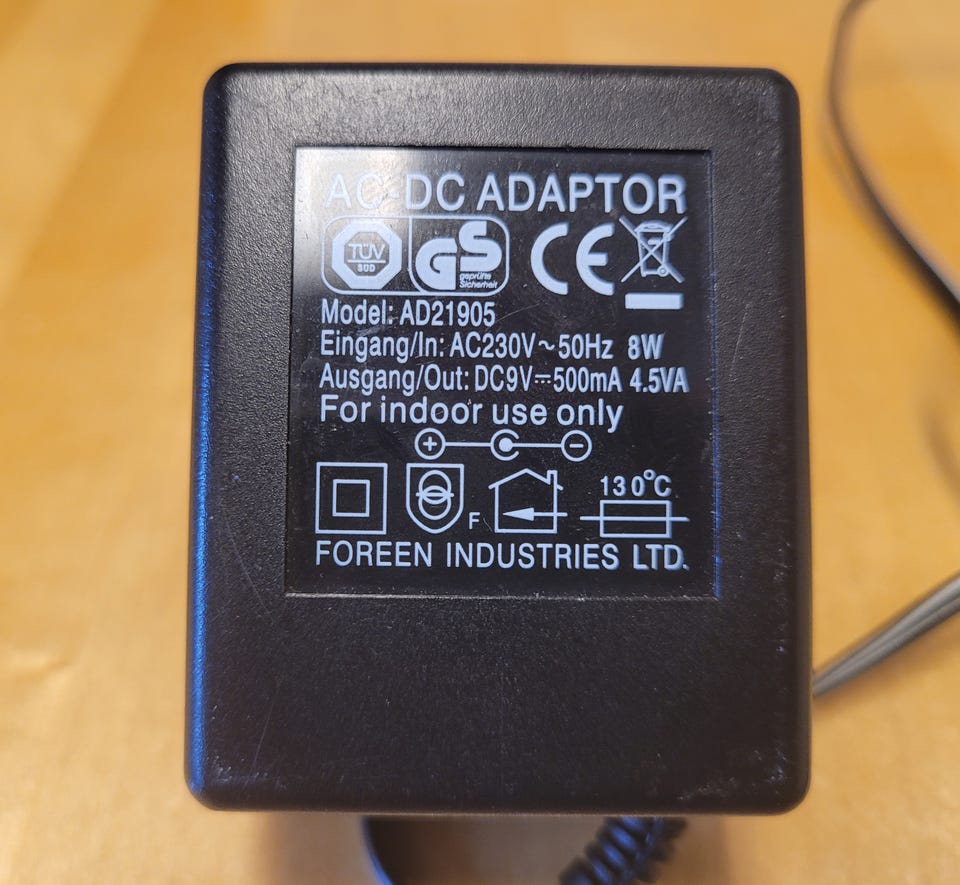 AC-DC ADAPTOR
TÜV
SÜD
GS
geprüfte
Sicherheit
CE
Model: AD21905
Eingang/In: AC230V~50Hz 8W
Ausgang/Out: DC9V⎓500mA 4.5VA
For indoor use only
+ -
F
130°C
FOREEN INDUSTRIES LTD.